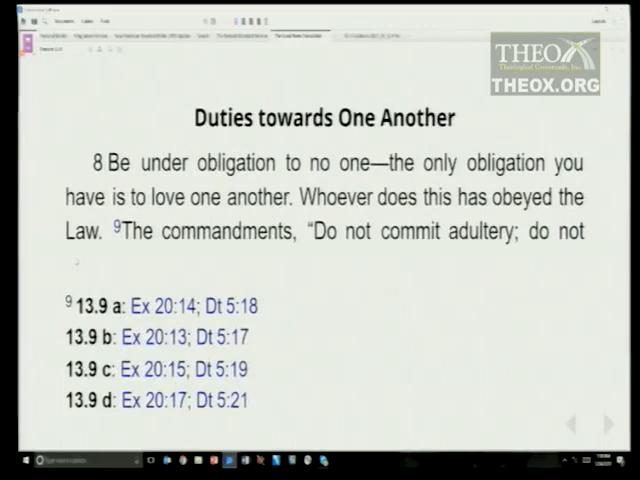 THEOX
Theological Crossroads, Inc.
THEOX.ORG
Duties towards One Another
8 Be under obligation to no one—the only obligation you
have is to love one another. Whoever does this has obeyed the
Law. 9The commandments, “Do not commit adultery; do not
9 13.9 a: Ex 20:14; Dt 5:18
13.9 b: Ex 20:13; Dt 5:17
13.9 c: Ex 20:15; Dt 5:19
13.9 d: Ex 20:17; Dt 5:21